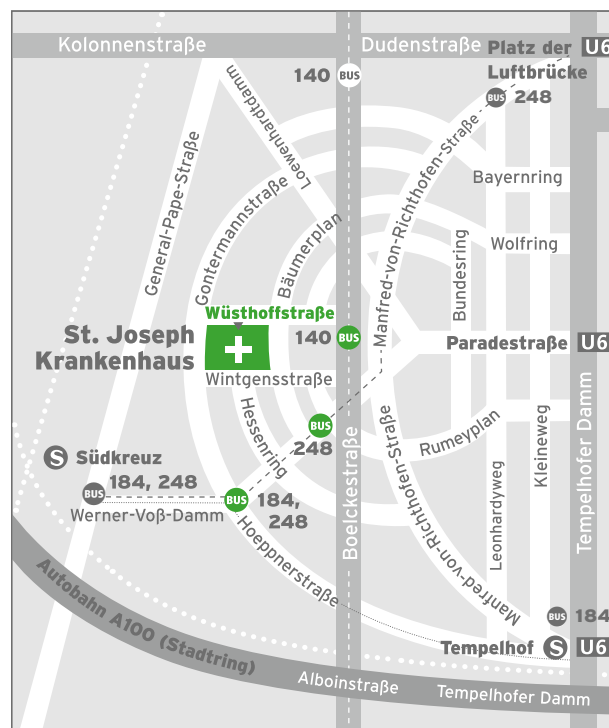 Kolonnenstraße
Dudenstraße
Platz der
U6
Luftbrücke
140 BUS
BUS 248
Loewenhardtdamm
General-Pape-Straße
Manfred-von-Richthofen-Straße
Bayernring
Gontermannstraße
Bäumerplan
Wolfring
Bundesring
Wüsthoffstraße
St. Joseph
Krankenhaus
140 BUS
Paradestraße
U6
Wintgensstraße
Tempelhofer Damm
Hessenring
BUS
248
Rumeyplan
Kleineweg
Manfred-von-Richthofen-Straße
Boelckestraße
Leonhardyweg
S Südkreuz
BUS 184, 248
BUS 184,
248
Werner-Voß-Damm
Hoeppnerstraße
Autobahn A100 (Stadtring)
BUS 184
Tempelhof S U6
Alboinstraße
Tempelhofer Damm